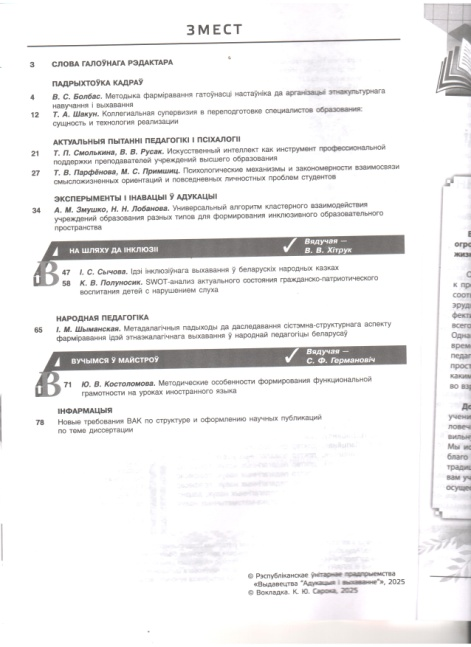 ЗМЕСТ
3 СЛОВА ГАЛОЎНАГА РЭДАКТАРА
ПАДРЫХТОЎКА КАДРАЎ
4 В. С. Болбас. Методыка фарміравання гатоўнасці настаўніка да арганізацыі этнакультурнага
навучання і выхавання
12 Т. А. Шакун. Коллегиальная супервизия в переподготовке специалистов образования:
сущность и технология реализации
АКТУАЛЬНЫЯ ПЫТАННІ ПЕДАГОГІКІ І ПСІХАЛОГІІ
21 Т. П. Смолькина, В. В. Русак. Искусственный интеллект как инструмент профессиональной
поддержки преподавателей учреждений высшего образования
27 Т. В. Парфёнова, М. С. Примшиц. Психологические механизмы и закономерности взаимосвязи
смысложизненных ориентаций и повседневных личностных проблем студентов
ЭКСПЕРЫМЕНТЫ І ІНАВАЦЫІ Ў АДУКАЦЫІ
34 А. М. Змушко, Н. Н. Лобанова. Универсальный алгоритм кластерного взаимодействия
учреждений образования разных типов для формирования инклюзивного образовательного
пространства
НА ШЛЯХУ ДА ІНКЛЮЗІІ
Вядучая —
В. В. Хітрук
47 І. С. Сычова. Ідэі інклюзіўнага выхавання ў беларускіх народных казках
58 К. В. Полуносик. SWOT-анализ актуального состояния гражданско-патриотического
воспитания детей с нарушением слуха
НАРОДНАЯ ПЕДАГОГІКА
65 І. М. Шыманская. Метадалагічныя падыходы да даследавання сістэмна-структурнага аспекту
фарміравання ідэй этназкалагічнага выхавання ў народнай педагогіцы беларусаў
ВУЧЫМСЯ Ў МАЙСТРОЎ
Вядучая —
С. Ф. Германовіч
71 Ю. В. Костоломова. Методические особенности формирования функциональной
грамотности на уроках иностранного языка
ІНФАРМАЦЫЯ
78 Новые требования ВАК по структуре и оформлению научных публикаций
по теме диссертации
© Рэспубліканскае ўнітарнае прадпрыемства
«Выдавецтва "Адукацыя і выхаванне"», 2025
© Вокладка. К. Ю. Сарока, 2025